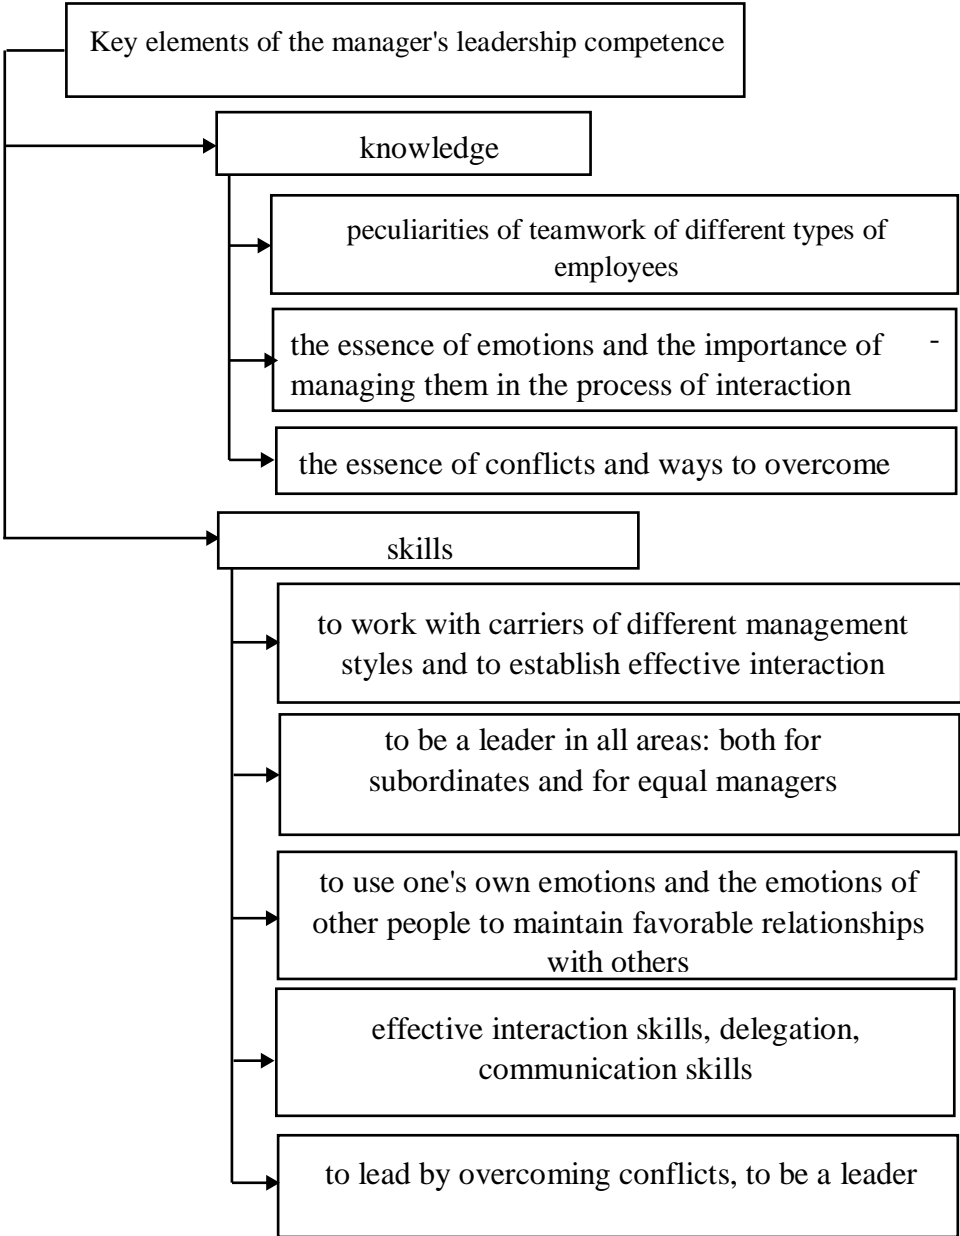 Key elements of the manager's leadership competence
knowledge
peculiarities of teamwork of different types of
employees
the essence of emotions and the importance of -
managing them in the process of interaction
the essence of conflicts and ways to overcome
skills
to work with carriers of different management
styles and to establish effective interaction
to be a leader in all areas: both for
subordinates and for equal managers
to use one's own emotions and the emotions of
other people to maintain favorable relationships
with others
effective interaction skills, delegation,
communication skills
to lead by overcoming conflicts, to be a leader